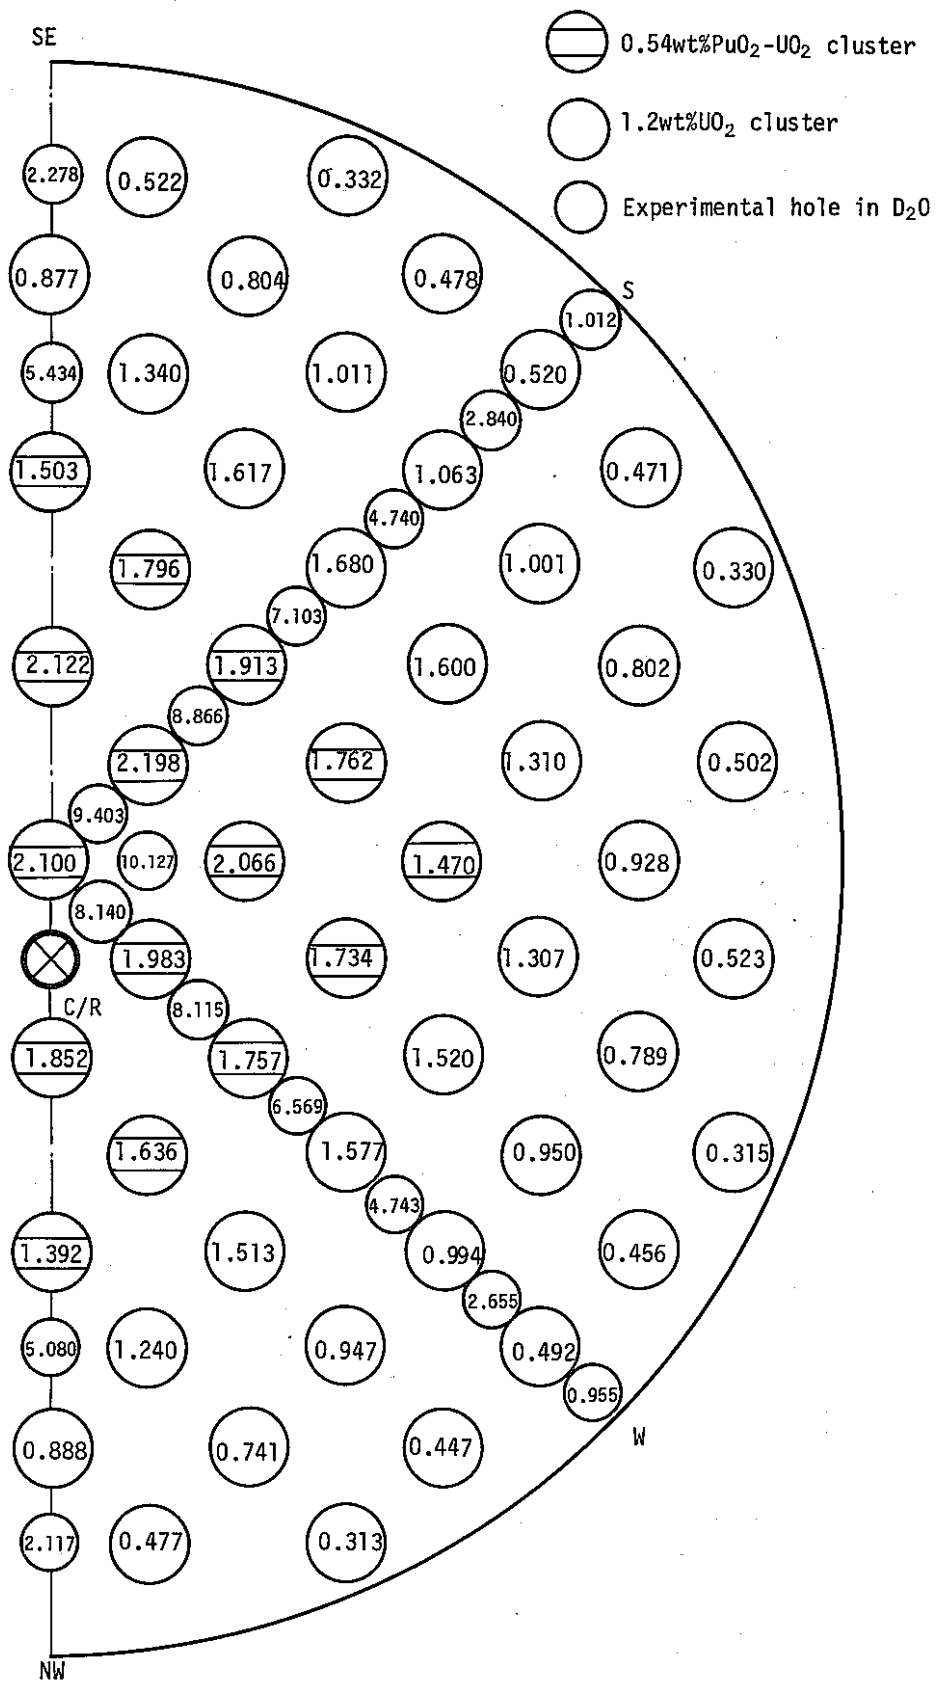 SE
0.54wt%PuO₂-UO₂ cluster
1.2wt%UO₂ cluster
Experimental hole in D₂O
2.278 0.522 0.332
0.877 0.804 0.478
S
1.012
5.434 1.340 1.011 0.520
2.840
1.503 1.617 1.063 0.471
4.740
1.796 1.680 1.001 0.330
7.103
2.122 1.913 1.600 0.802
8.866
2.198 1.762 1.310 0.502
9.403
2.100 10.127 2.066 1.470 0.928
8.140
1.983 1.734 1.307 0.523
C/R
8.115
1.852 1.757 1.520 0.789
6.569
1.636 1.577 0.950 0.315
4.743
1.392 1.513 0.994 0.456
2.655
5.080 1.240 0.947 0.492
0.955
W
0.888 0.741 0.447
2.117 0.477 0.313
NW